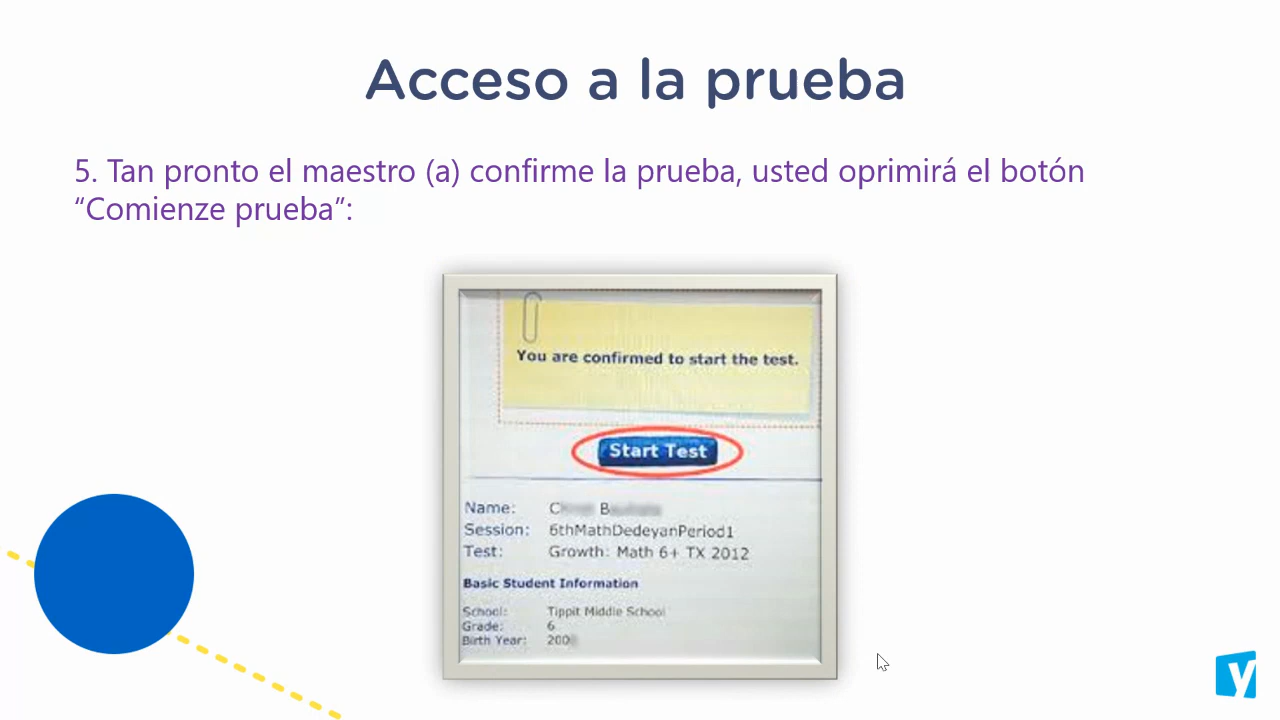 Acceso a la prueba
5. Tan pronto el maestro (a) confirme la prueba, usted oprimirá el botón
“Comienze prueba”:
You are confirmed to start the test.
Start Test
Name: C B
Session: 6thMathDedeyanPeriod1
Test: Growth: Math 6+ TX 2012
Basic Student Information
School: Tippit Middle School
Grade: 6
Birth Year: 200
y